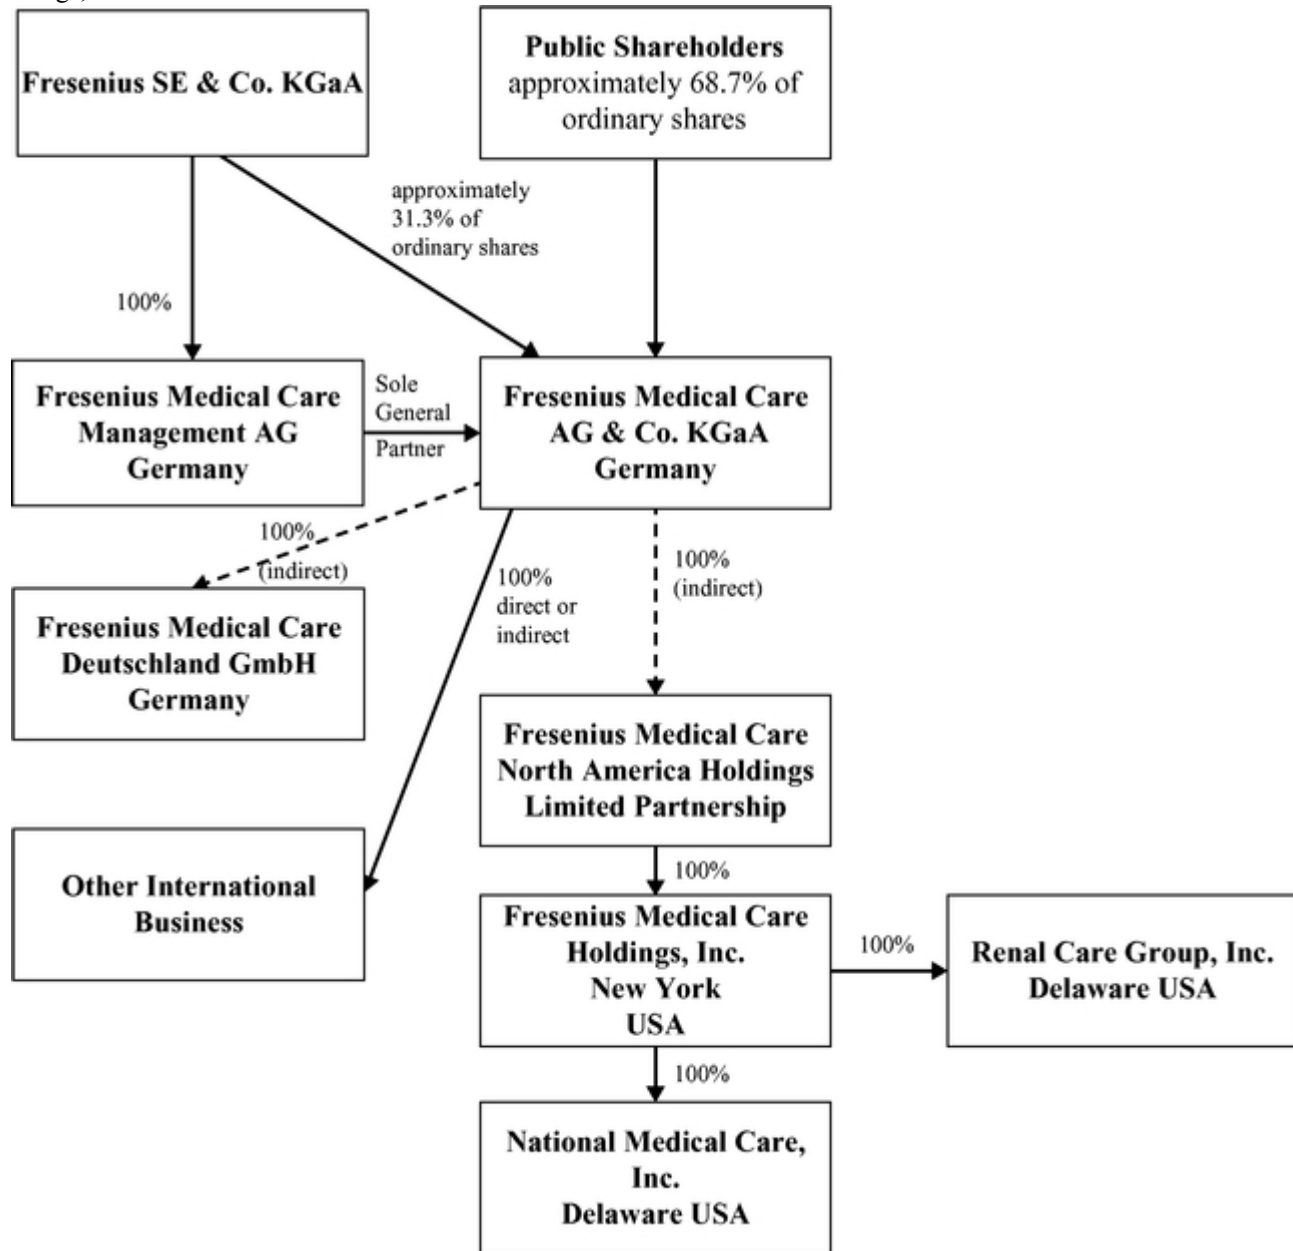 Fresenius SE & Co. KGaA
Public Shareholders
approximately 68.7% of
ordinary shares
approximately
31.3% of
ordinary shares
100%
Fresenius Medical Care
Management AG
Germany
Sole
General
Partner
Fresenius Medical Care
AG & Co. KGaA
Germany
100%
(indirect)
100%
direct or
indirect
100%
(indirect)
Fresenius Medical Care
Deutschland GmbH
Germany
Fresenius Medical Care
North America Holdings
Limited Partnership
Other International
Business
100%
Fresenius Medical Care
Holdings, Inc.
New York
USA
100%
Renal Care Group, Inc.
Delaware USA
100%
National Medical Care,
Inc.
Delaware USA